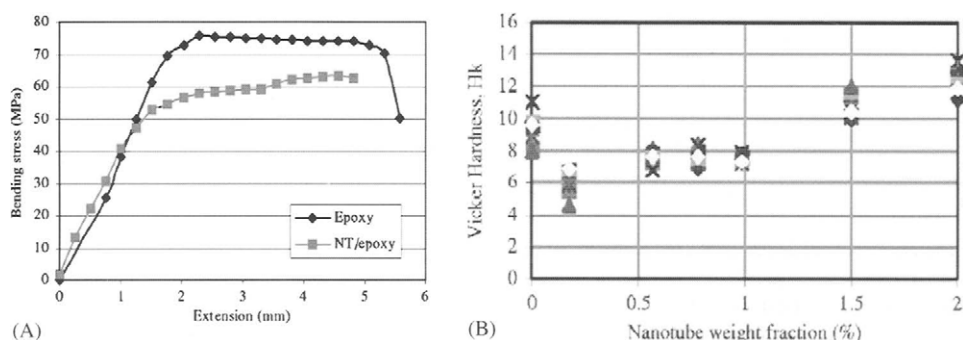 80
70
60
50
40
30
20
10
0
Bending stress (MPa)
Epoxy
NT/epoxy
0 1 2 3 4 5 6
Extension (mm)
(A)
16
14
12
10
8
6
4
2
0
Vicker Hardness, Hk
0 0.5 1 1.5 2
Nanotube weight fraction (%)
(B)